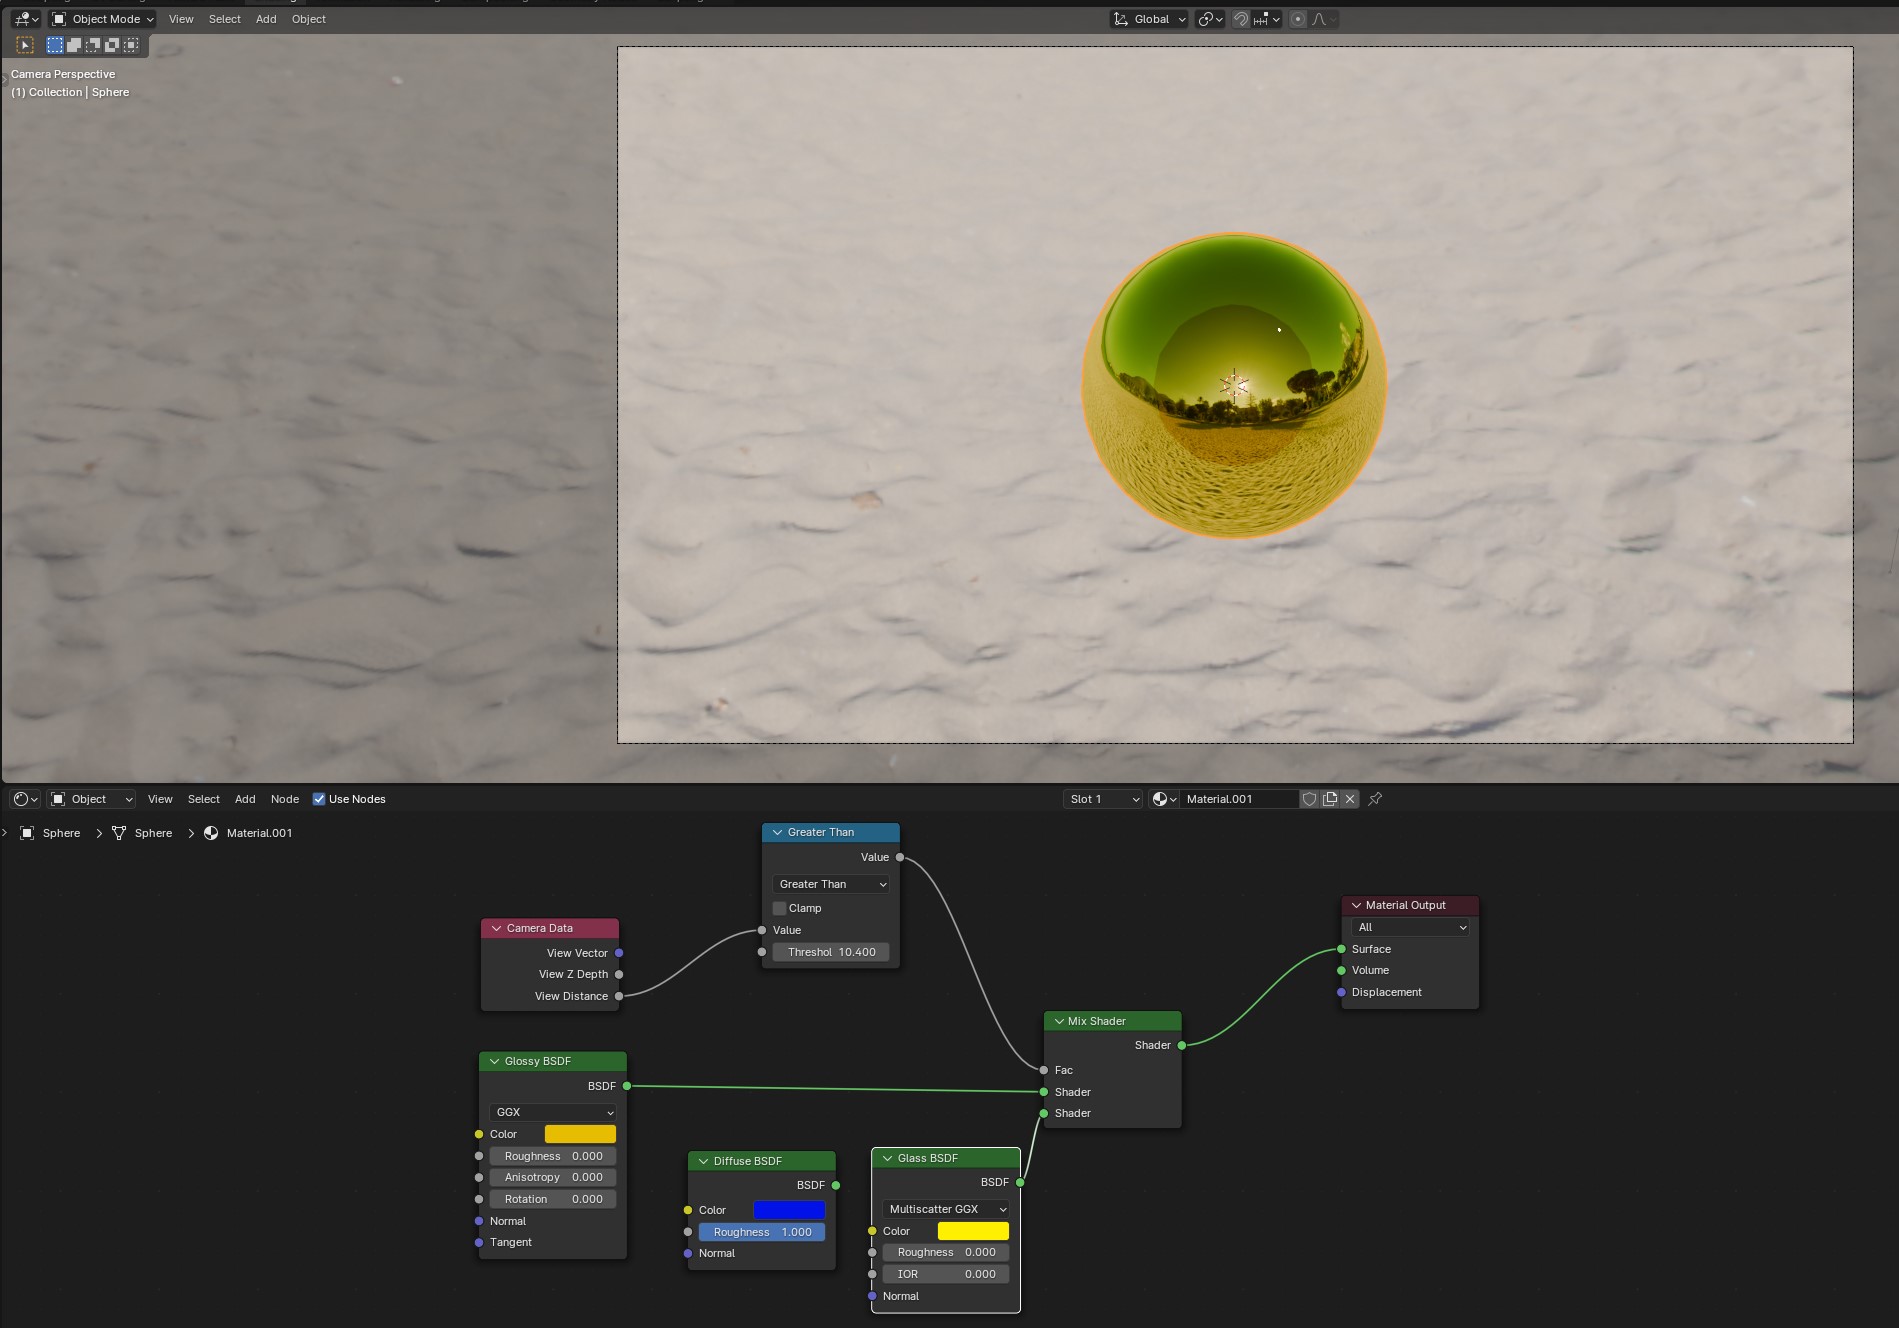 Object Mode View Select Add Object Global
Camera Perspective
(1) Collection | Sphere
Object View Select Add Node Use Nodes Slot 1 Material.001
Sphere Sphere Material.001
Greater Than
Value
Greater Than
Clamp
Value
Threshol 10.400
Camera Data
View Vector
View Z Depth
View Distance
Material Output
All
Surface
Volume
Displacement
Mix Shader
Shader
Fac
Shader
Shader
Glossy BSDF
BSDF
GGX
Color
Roughness 0.000
Anisotropy 0.000
Rotation 0.000
Normal
Tangent
Diffuse BSDF
BSDF
Color
Roughness 1.000
Normal
Glass BSDF
BSDF
Multiscatter GGX
Color
Roughness 0.000
IOR 0.000
Normal